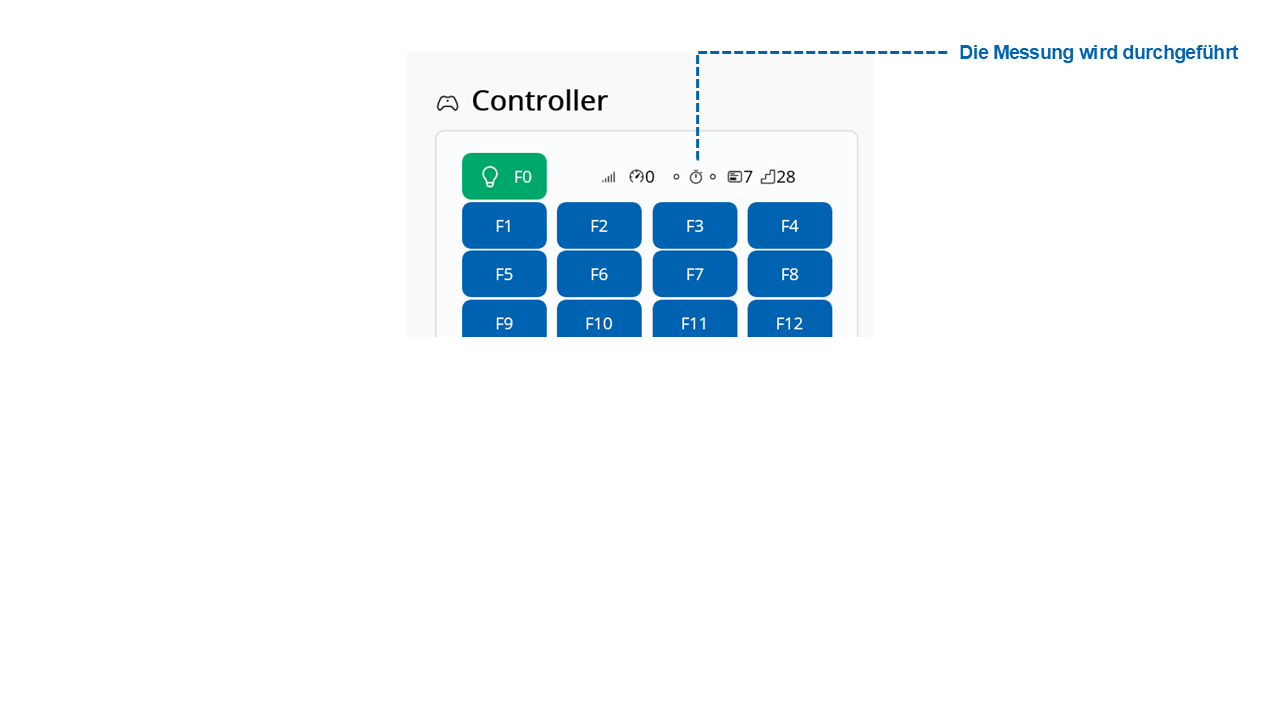 Die Messung wird durchgeführt
Controller
F0 0 7 28
F1 F2 F3 F4
F5 F6 F7 F8
F9 F10 F11 F12